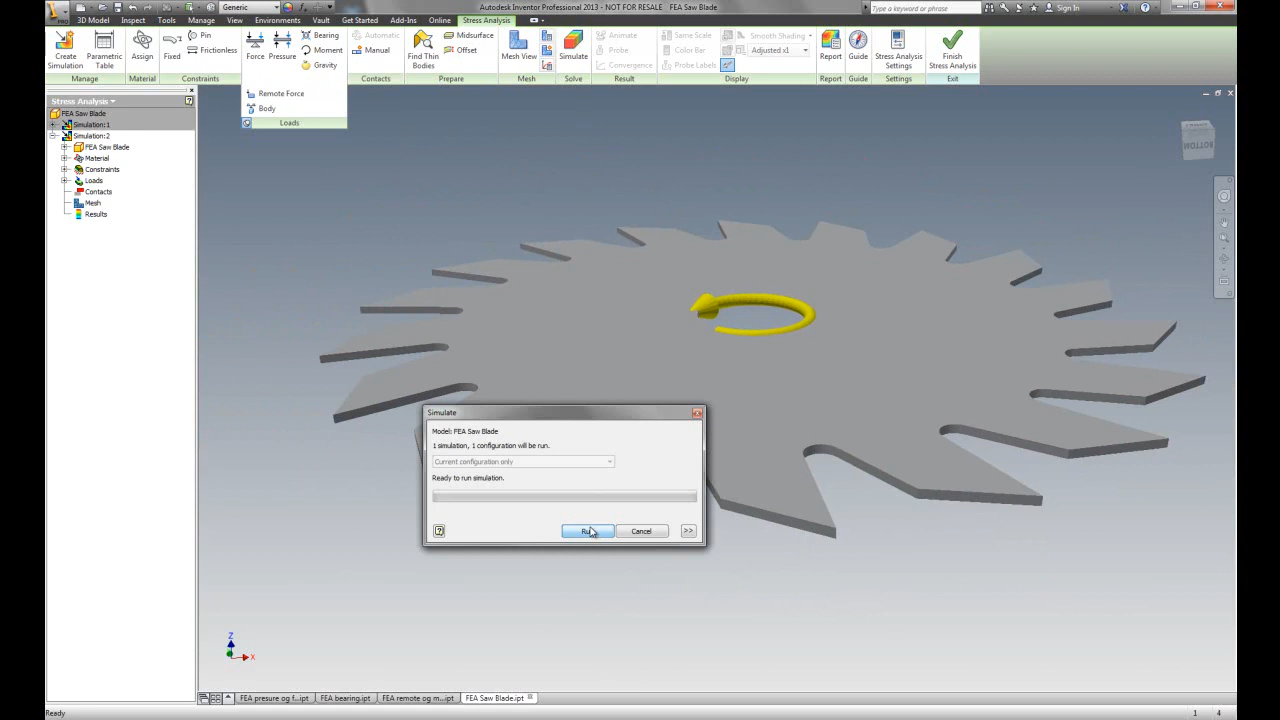 Generic
Autodesk Inventor Professional 2013 - NOT FOR RESALE   FEA Saw Blade
Type a keyword or phrase
Sign In
PRO
3D Model Inspect Tools Manage View Environments Vault Get Started Add-Ins Online Stress Analysis
Create Simulation
Parametric Table
Manage
Assign
Material
Fixed
Pin
Frictionless
Constraints
Force
Pressure
Bearing
Moment
Gravity
Remote Force
Body
Loads
Automatic
Manual
Contacts
Find Thin Bodies
Midsurface
Offset
Prepare
Mesh View
Mesh
Simulate
Solve
Animate
Probe
Convergence
Result
Same Scale
Color Bar
Probe Labels
Smooth Shading
Adjusted x1
Display
Report
Report
Guide
Guide
Stress Analysis Settings
Settings
Finish Stress Analysis
Exit
Stress Analysis
FEA Saw Blade
Simulation:1
Simulation:2
FEA Saw Blade
Material
Constraints
Loads
Contacts
Mesh
Results
BOTTOM
Simulate
Model: FEA Saw Blade
1 simulation, 1 configuration will be run.
Current configuration only
Ready to run simulation.
Run
Cancel
>>
Z
X
FEA presure og f...ipt
FEA bearing.ipt
FEA remote og m...ipt
FEA Saw Blade.ipt
Ready
1
4